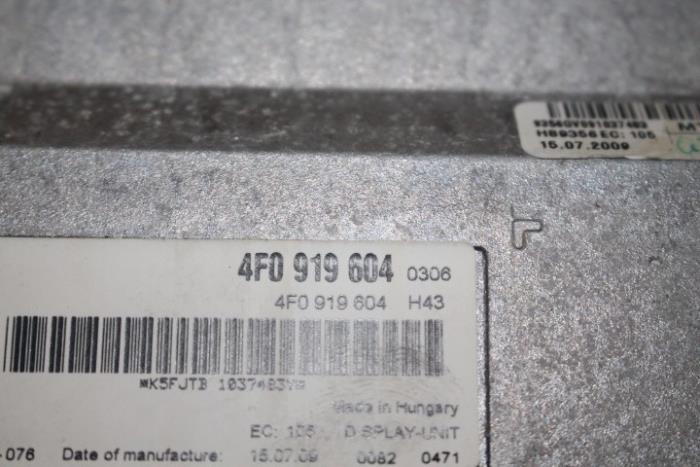 H89356 EC: 105
15.07.2009
4F0 919 604 0306
4F0 919 604 H43
Made in Hungary
EC: 105 DISPLAY-UNIT
076 Date of manufacture: 15.07.09 0082 0471